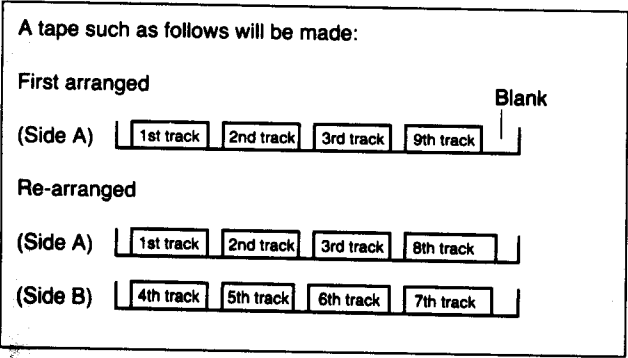 A tape such as follows will be made:
First arranged
Blank
(Side A) 1st track 2nd track 3rd track 9th track
Re-arranged
(Side A) 1st track 2nd track 3rd track 8th track
(Side B) 4th track 5th track 6th track 7th track